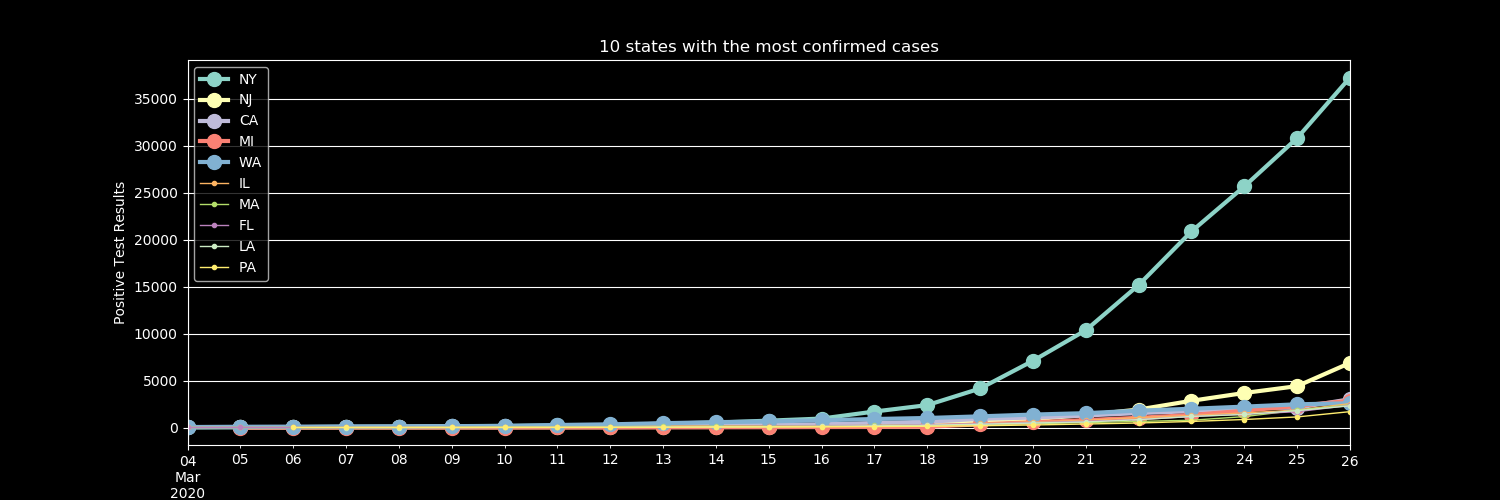 10 states with the most confirmed cases
NY
NJ
CA
MI
WA
IL
MA
FL
LA
PA
Positive Test Results
35000
30000
25000
20000
15000
10000
5000
0
04 05 06 07 08 09 10 11 12 13 14 15 16 17 18 19 20 21 22 23 24 25 26
Mar
2020